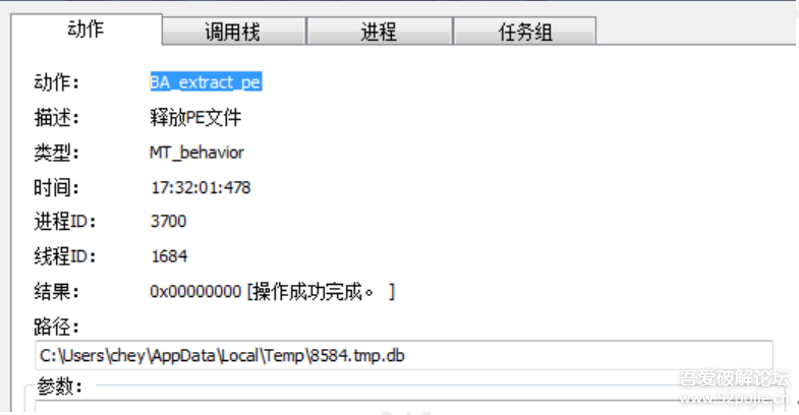 动作 调用栈 进程 任务组
动作： BA_extract_pe
描述： 释放PE文件
类型： MT_behavior
时间： 17:32:01:478
进程ID： 3700
线程ID： 1684
结果： 0x00000000 [操作成功完成。 ]
路径：
C:\Users\chey\AppData\Local\Temp\8584.tmp.db
参数：
吾爱破解论坛
www.52pojie.cn